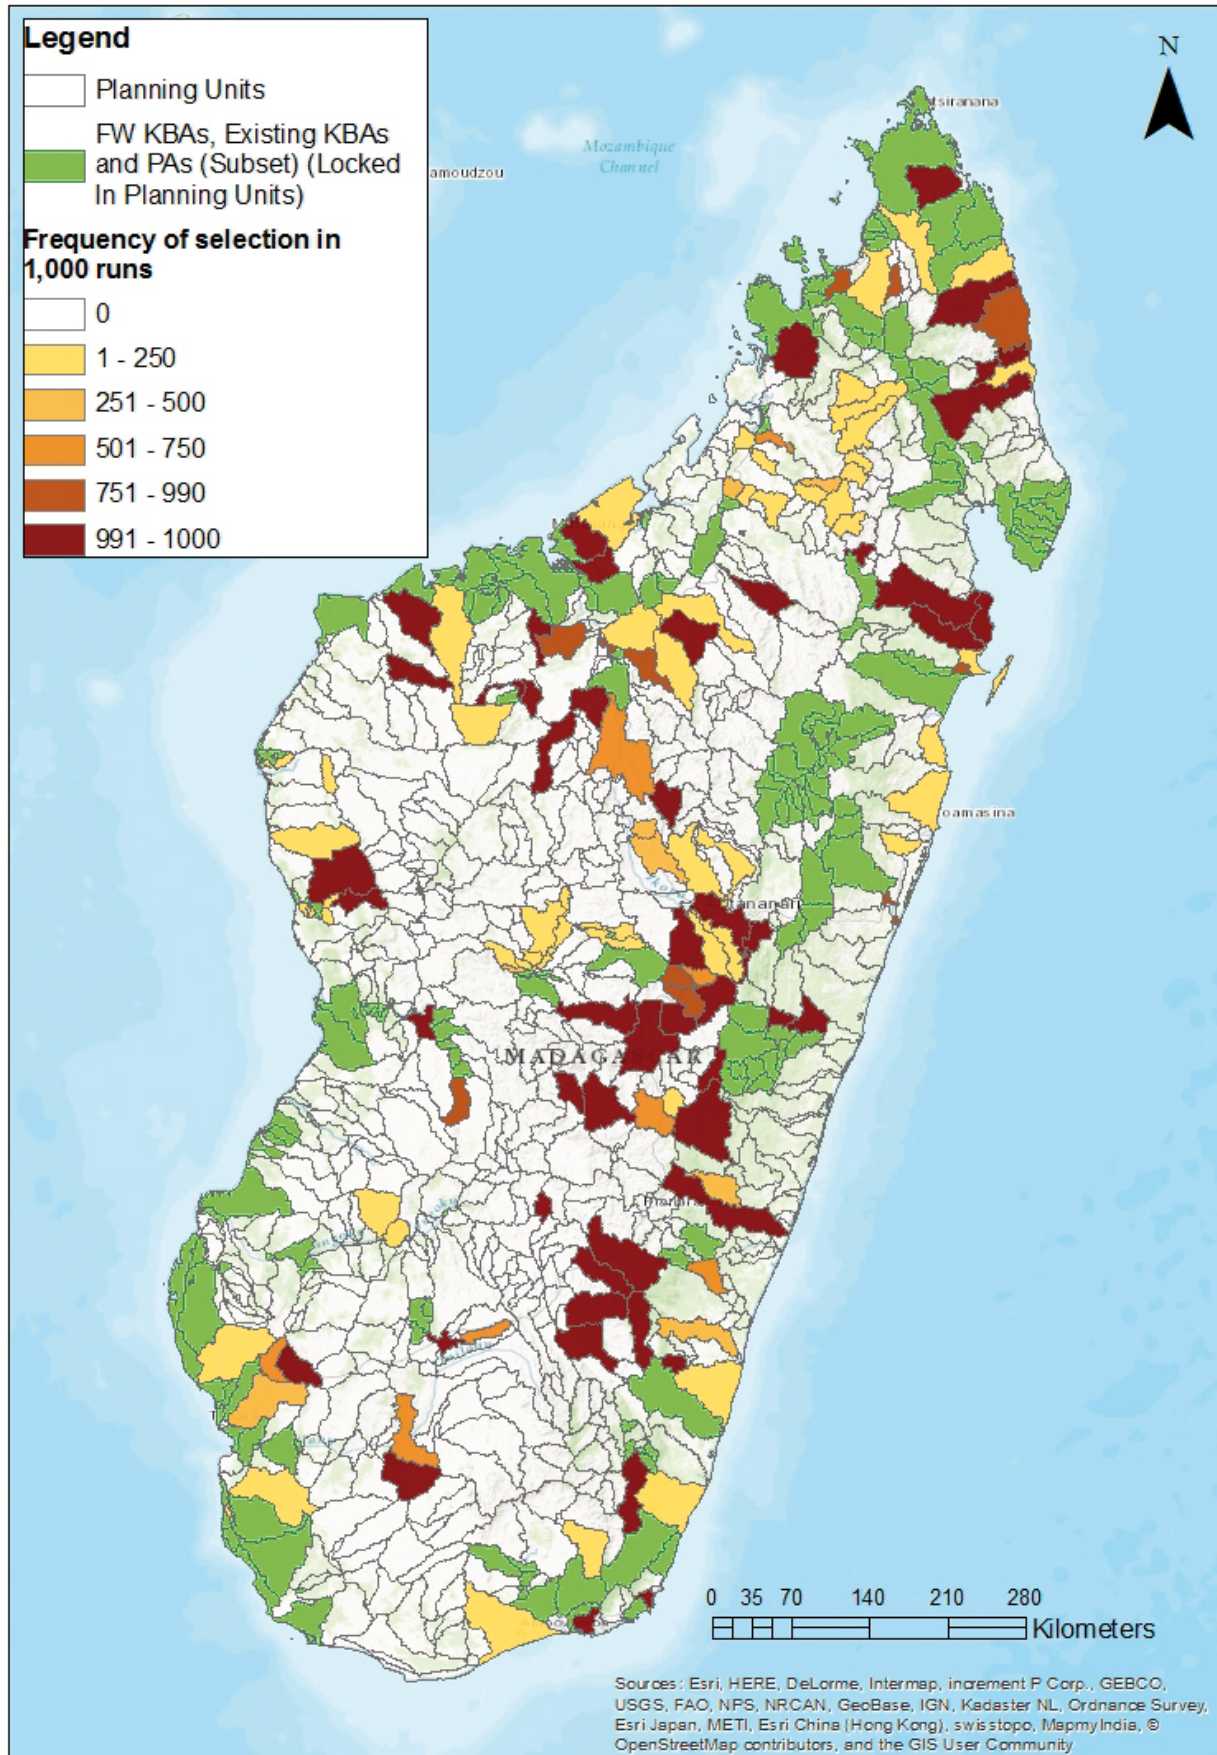 Legend
Planning Units
FW KBAs, Existing KBAs
and PAs (Subset) (Locked
In Planning Units)
Frequency of selection in
1,000 runs
0
1 - 250
251 - 500
501 - 750
751 - 990
991 - 1000
N
tsiranana
Mozambique
Channel
amoudzou
oamasina
MADAGASCAR
0 35 70 140 210 280
Kilometers
Sources: Esri, HERE, DeLorme, Intermap, increment P Corp., GEBCO,
USGS, FAO, NPS, NRCAN, GeoBase, IGN, Kadaster NL, Ordnance Survey,
Esri Japan, METI, Esri China (Hong Kong), swisstopo, MapmyIndia, ©
OpenStreetMap contributors, and the GIS User Community